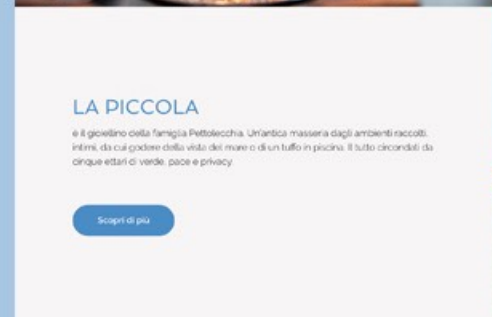 LA PICCOLA
è il gioiellino della famiglia Pettolecchia. Un'antica masseria dagli ambienti raccolti,
intimi, da cui godere della vista del mare o di un tuffo in piscina. Il tutto circondati da
cinque ettari di verde, pace e privacy.
Scopri di più